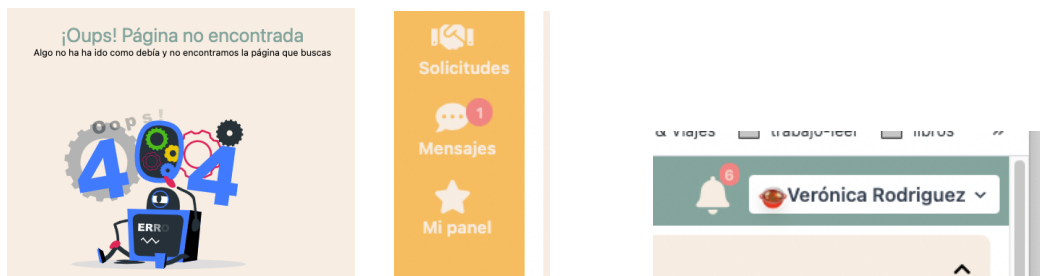 ¡Oups! Página no encontrada
Algo no ha ha ido como debía y no encontramos la página que buscas
Oops!
404
ERRO
Solicitudes
1
Mensajes
Mi panel
& Viajes trabajo-leer libros »
6
Verónica Rodriguez